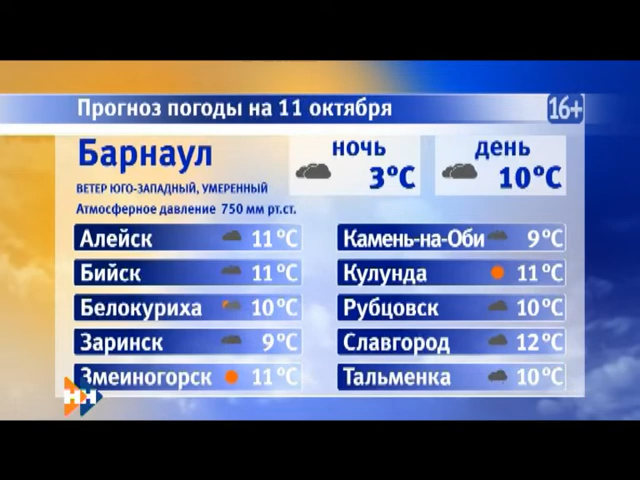 Прогноз погоды на 11 октября
16+
Барнаул
ночь
3°C
день
10°C
ВЕТЕР ЮГО-ЗАПАДНЫЙ, УМЕРЕННЫЙ
Атмосферное давление 750 мм рт.ст.
Алейск 11°C
Бийск 11°C
Белокуриха 10°C
Заринск 9°C
Змеиногорск 11°C
Камень-на-Оби 9°C
Кулунда 11°C
Рубцовск 10°C
Славгород 12°C
Тальменка 10°C
НН